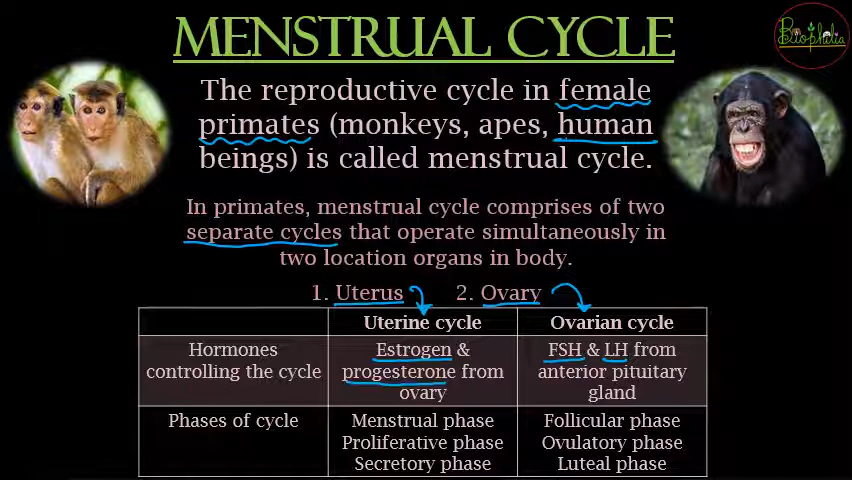 MENSTRUAL CYCLE
Biophilia
The reproductive cycle in female
primates (monkeys, apes, human
beings) is called menstrual cycle.
In primates, menstrual cycle comprises of two
separate cycles that operate simultaneously in
two location organs in body.
1. Uterus 2. Ovary
Uterine cycle Ovarian cycle
Hormones controlling the cycle
Estrogen & progesterone from ovary
FSH & LH from anterior pituitary gland
Phases of cycle
Menstrual phase
Proliferative phase
Secretory phase
Follicular phase
Ovulatory phase
Luteal phase